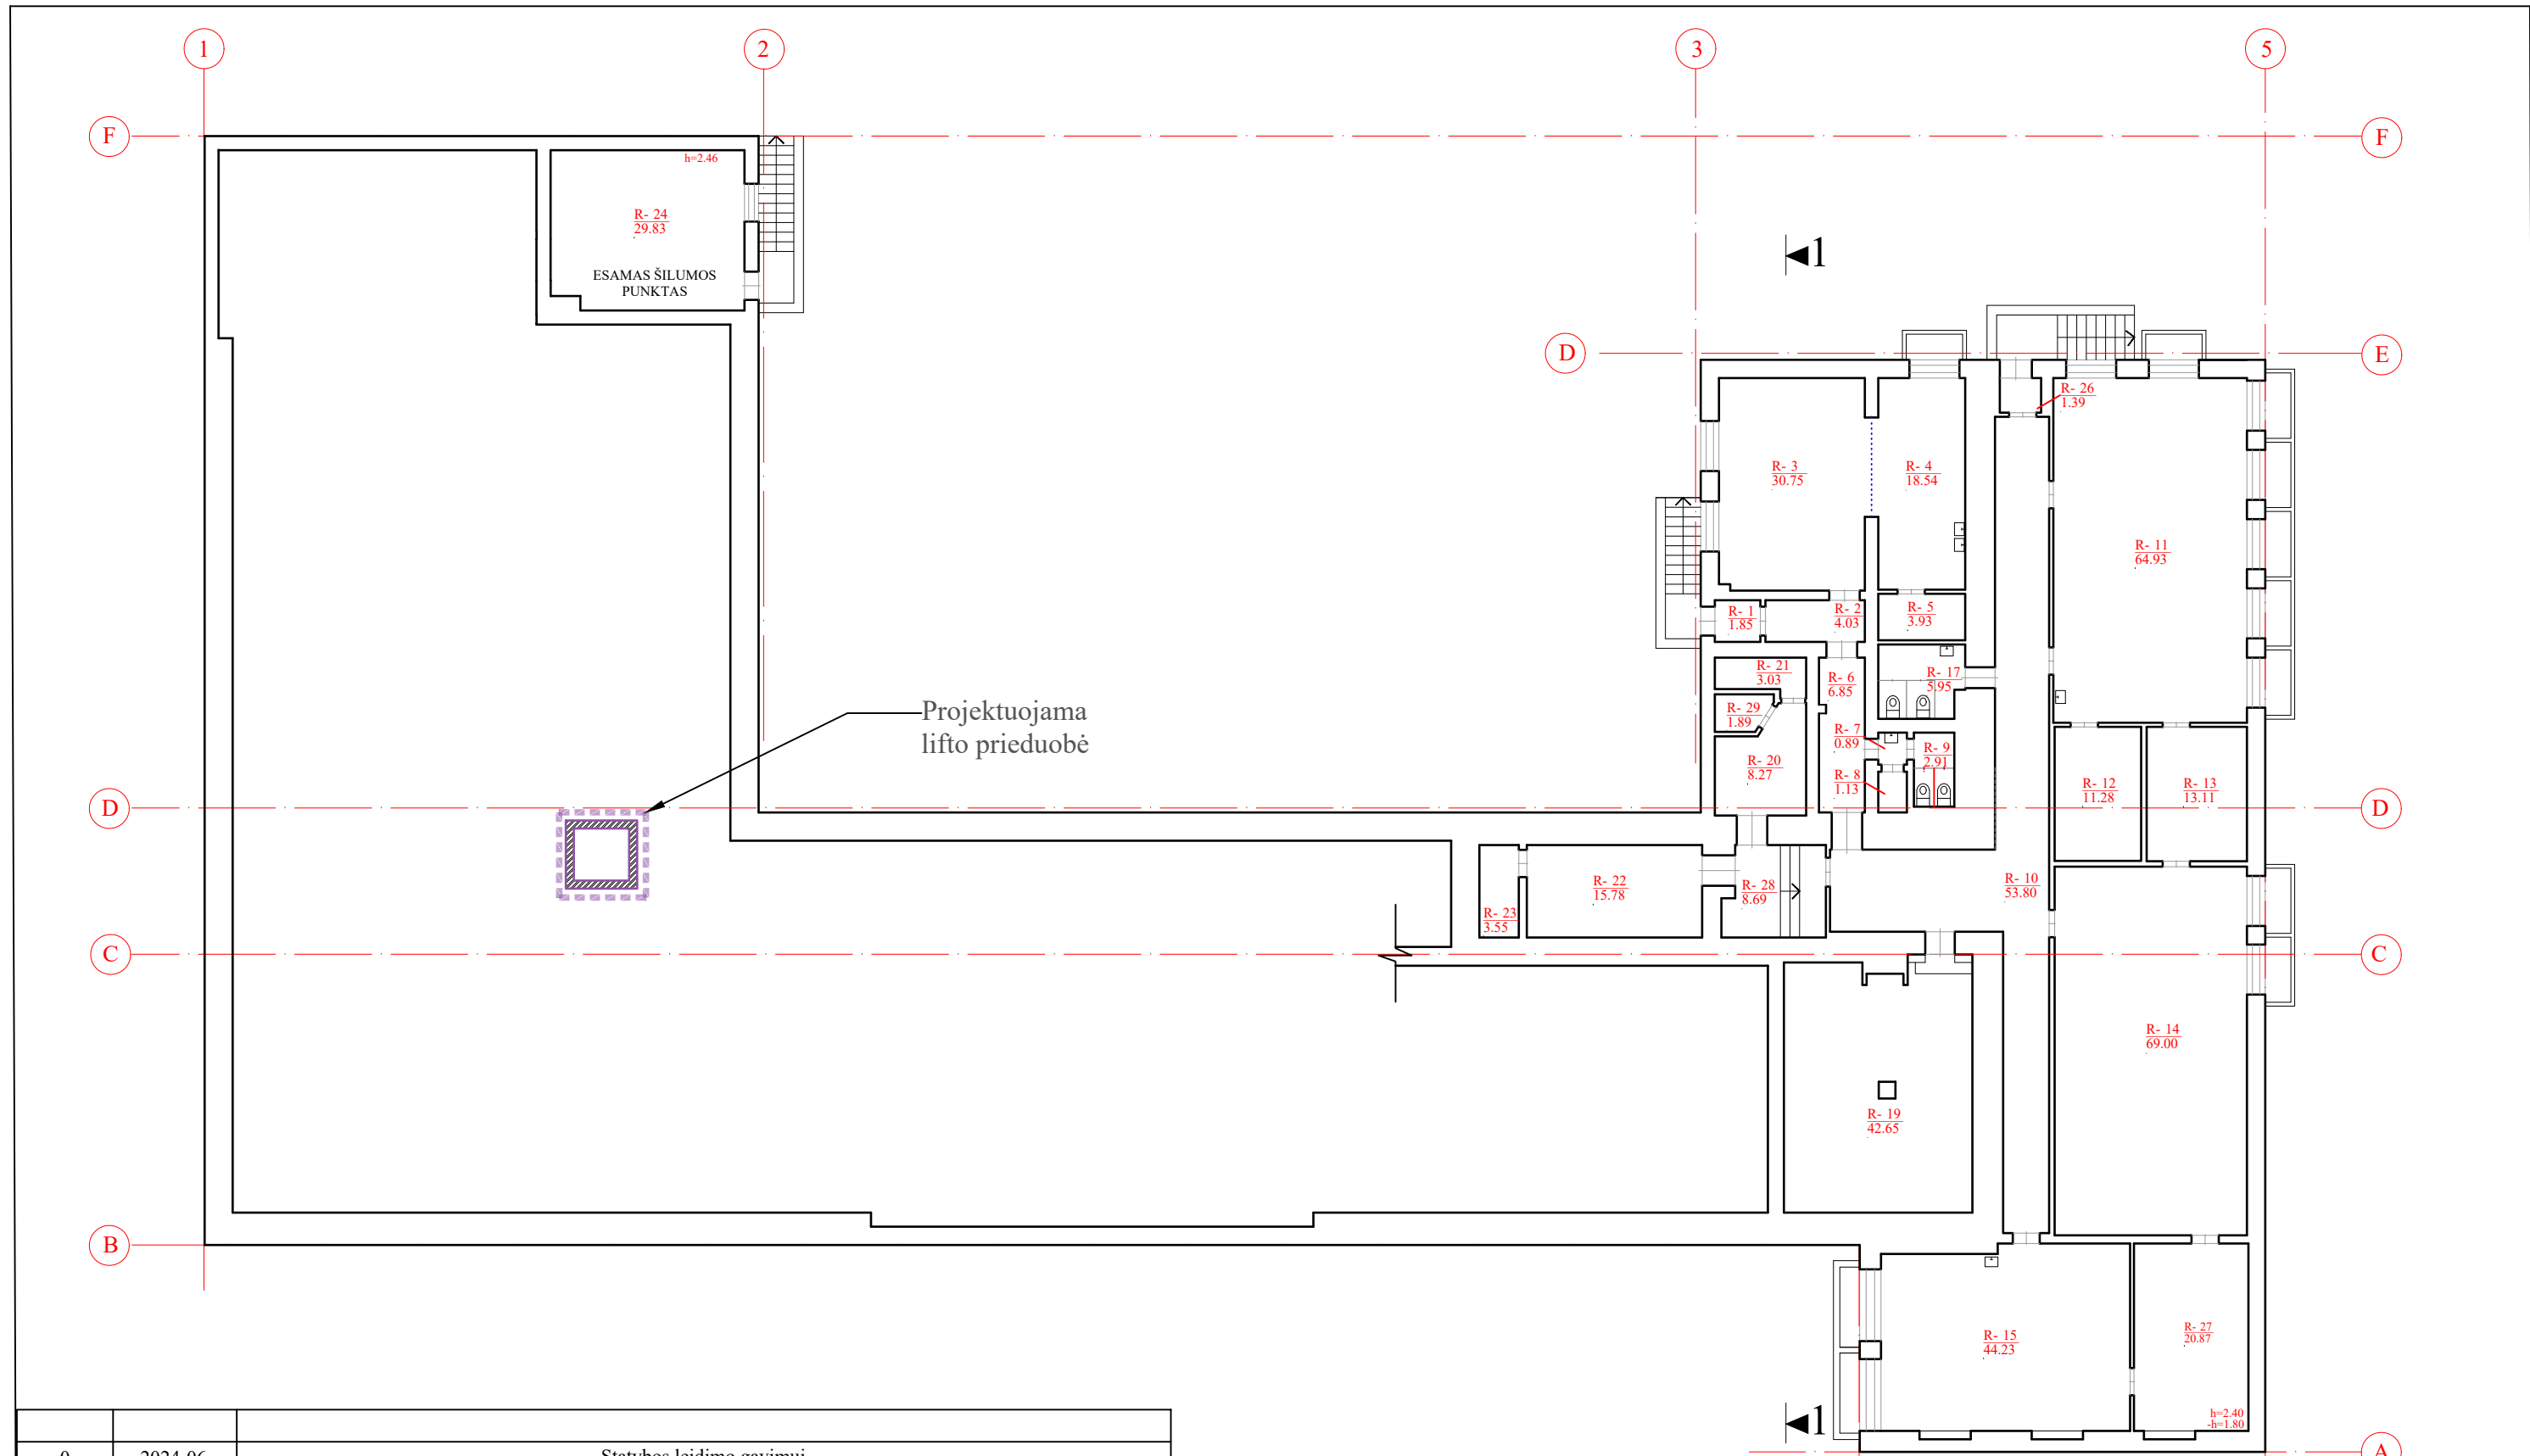 1
2
3
5
F
F
h=2.46
R- 24
29.83
ESAMAS ŠILUMOS
PUNKTAS
1
D
E
R- 26
1.39
R- 3
30.75
R- 4
18.54
R- 11
64.93
R- 1
1.85
R- 2
4.03
R- 5
3.93
R- 21
3.03
R- 6
6.85
R- 17
5.95
R- 29
1.89
R- 7
0.89
R- 9
2.91
R- 20
8.27
R- 8
1.13
R- 12
11.28
R- 13
13.11
Projektuojama
lifto prieduobė
D
D
R- 22
15.78
R- 28
8.69
R- 10
53.80
R- 23
3.55
C
C
R- 14
69.00
R- 19
42.65
B
R- 15
44.23
R- 27
20.87
h=2.40
-h=1.80
1
A
0 2024-06 Statybos leidimo gavimui